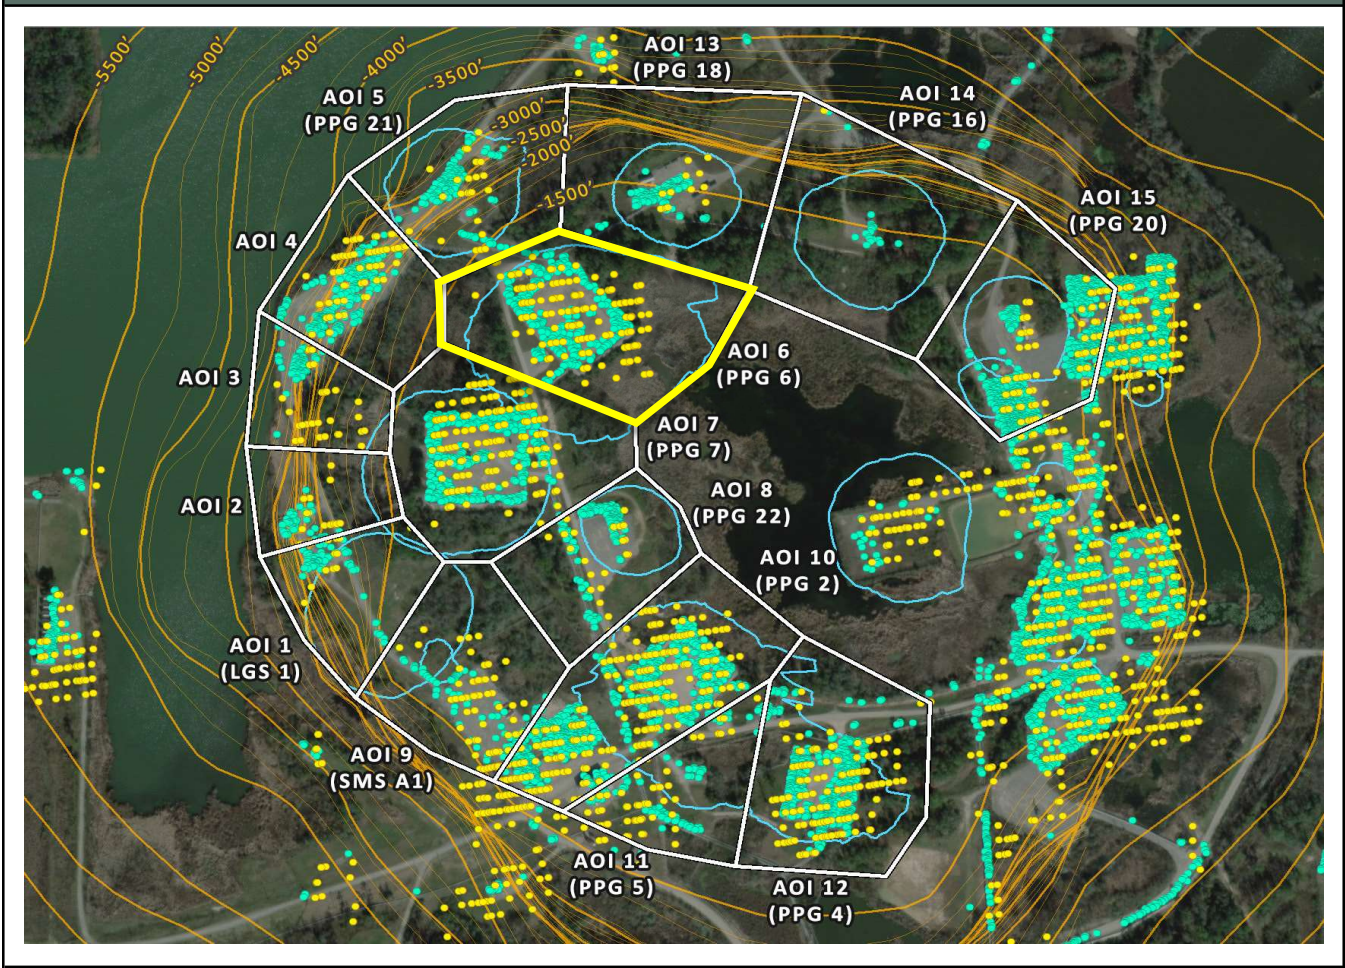 -5500'
-5000'
-4500'
-4000'
-3500'
-3000'
-2500'
-2000'
-1500'
AOI 13
(PPG 18)
AOI 14
(PPG 16)
AOI 5
(PPG 21)
AOI 15
(PPG 20)
AOI 4
AOI 6
(PPG 6)
AOI 3
AOI 7
(PPG 7)
AOI 8
(PPG 22)
AOI 2
AOI 10
(PPG 2)
AOI 1
(LGS 1)
AOI 9
(SMS A1)
AOI 11
(PPG 5)
AOI 12
(PPG 4)